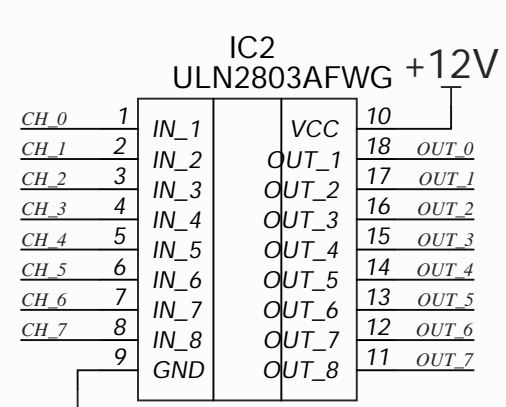 IC2
ULN2803AFWG +12V
CH_0 1 IN_1 VCC 10
CH_1 2 IN_2 OUT_1 18 OUT_0
CH_2 3 IN_3 OUT_2 17 OUT_1
CH_3 4 IN_4 OUT_3 16 OUT_2
CH_4 5 IN_5 OUT_4 15 OUT_3
CH_5 6 IN_6 OUT_5 14 OUT_4
CH_6 7 IN_7 OUT_6 13 OUT_5
CH_7 8 IN_8 OUT_7 12 OUT_6
9 GND OUT_8 11 OUT_7